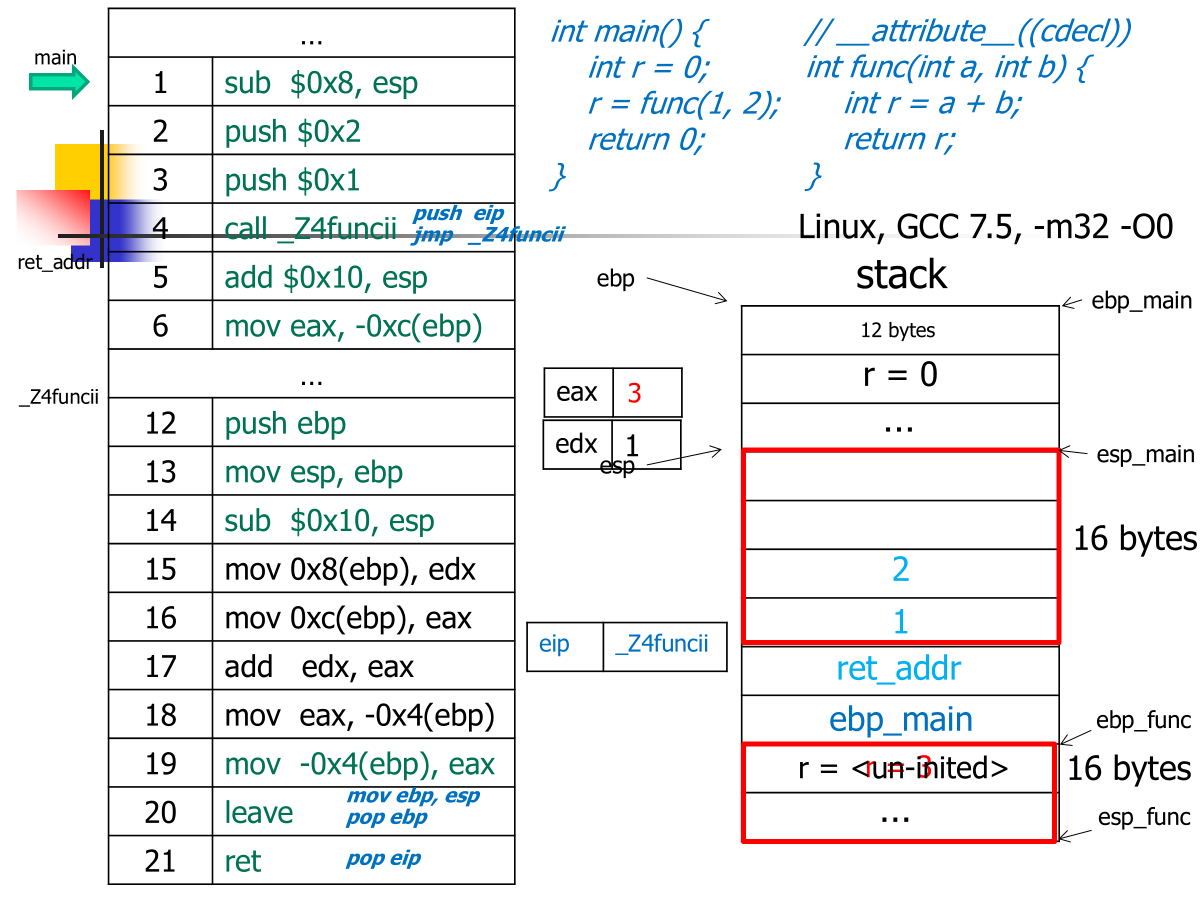 …
main
1 sub $0x8, esp
2 push $0x2
3 push $0x1
4 call _Z4funcii push eip
jmp _Z4funcii
ret_addr
5 add $0x10, esp
6 mov eax, -0xc(ebp)
…
_Z4funcii
12 push ebp
13 mov esp, ebp
14 sub $0x10, esp
15 mov 0x8(ebp), edx
16 mov 0xc(ebp), eax
17 add edx, eax
18 mov eax, -0x4(ebp)
19 mov -0x4(ebp), eax
20 leave mov ebp, esp
pop ebp
21 ret pop eip
int main() {
int r = 0;
r = func(1, 2);
return 0;
}
// __attribute__((cdecl))
int func(int a, int b) {
int r = a + b;
return r;
}
Linux, GCC 7.5, -m32 -O0
stack
ebp
ebp_main
12 bytes
r = 0
…
eax 3
edx 1
esp
esp_main
16 bytes
2
1
eip _Z4funcii
ret_addr
ebp_main
ebp_func
r = <un-inited>
r = 3
16 bytes
…
esp_func